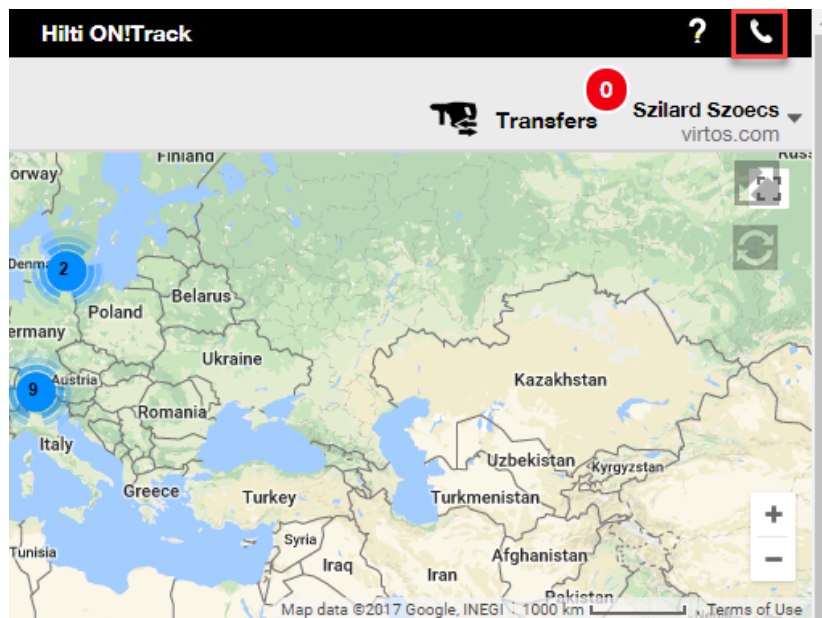 Hilti ON!Track
?
0
Transfers
Szilard Szoecs
virtos.com
Finland
orway
Russ
Denm
2
Poland
Belarus
ermany
Ukraine
9
Austria
Kazakhstan
Romania
Italy
Uzbekistan
Kyrgyzstan
Greece
Turkey
Turkmenistan
+
Tunisia
Syria
Afghanistan
−
Iraq
Iran
Pakistan
Map data ©2017 Google, INEGI
1000 km
Terms of Use